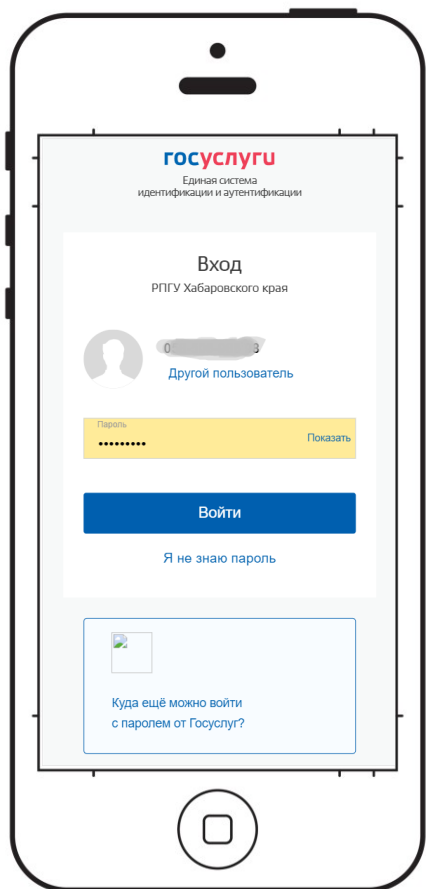 госуслуги
Единая система
идентификации и аутентификации
Вход
РПГУ Хабаровского края
Другой пользователь
Пароль
•••••••••
Показать
Войти
Я не знаю пароль
Куда ещё можно войти
с паролем от Госуслуг?